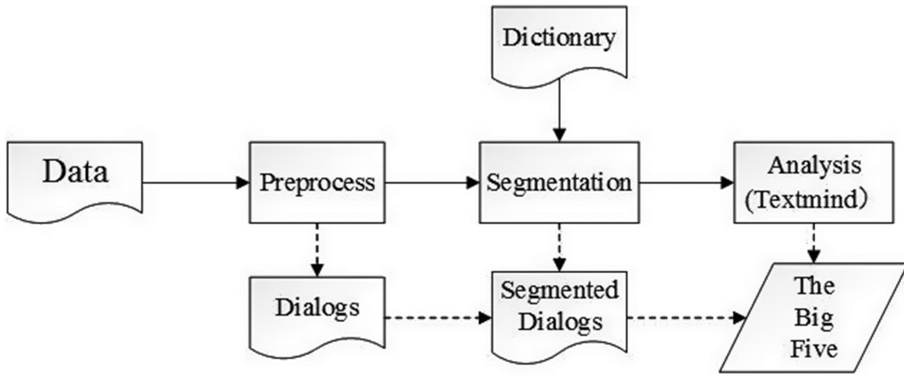 Dictionary
Data
Preprocess
Segmentation
Analysis
(Textmind）
Dialogs
Segmented
Dialogs
The
Big
Five